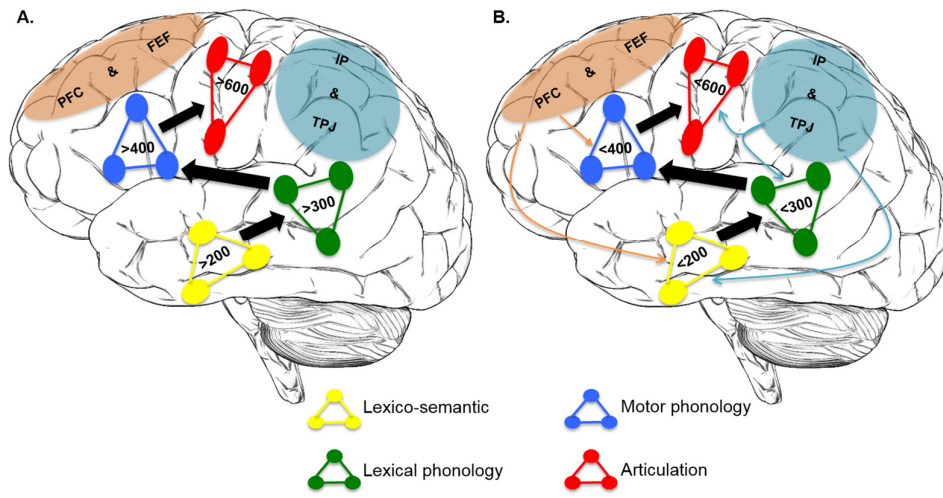 A.
PFC & FEF
>600
IP
&
TPJ
>400
>300
>200
B.
PFC & FEF
<600
IP
&
TPJ
<400
<300
<200
Lexico-semantic
Motor phonology
Lexical phonology
Articulation